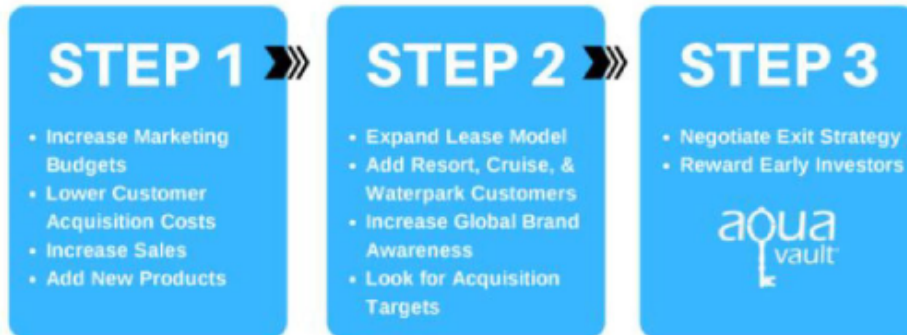 STEP 1
• Increase Marketing
Budgets
• Lower Customer
Acquisition Costs
• Increase Sales
• Add New Products
STEP 2
• Expand Lease Model
• Add Resort, Cruise, &
Waterpark Customers
• Increase Global Brand
Awareness
• Look for Acquisition
Targets
STEP 3
• Negotiate Exit Strategy
• Reward Early Investors
aqua
vault